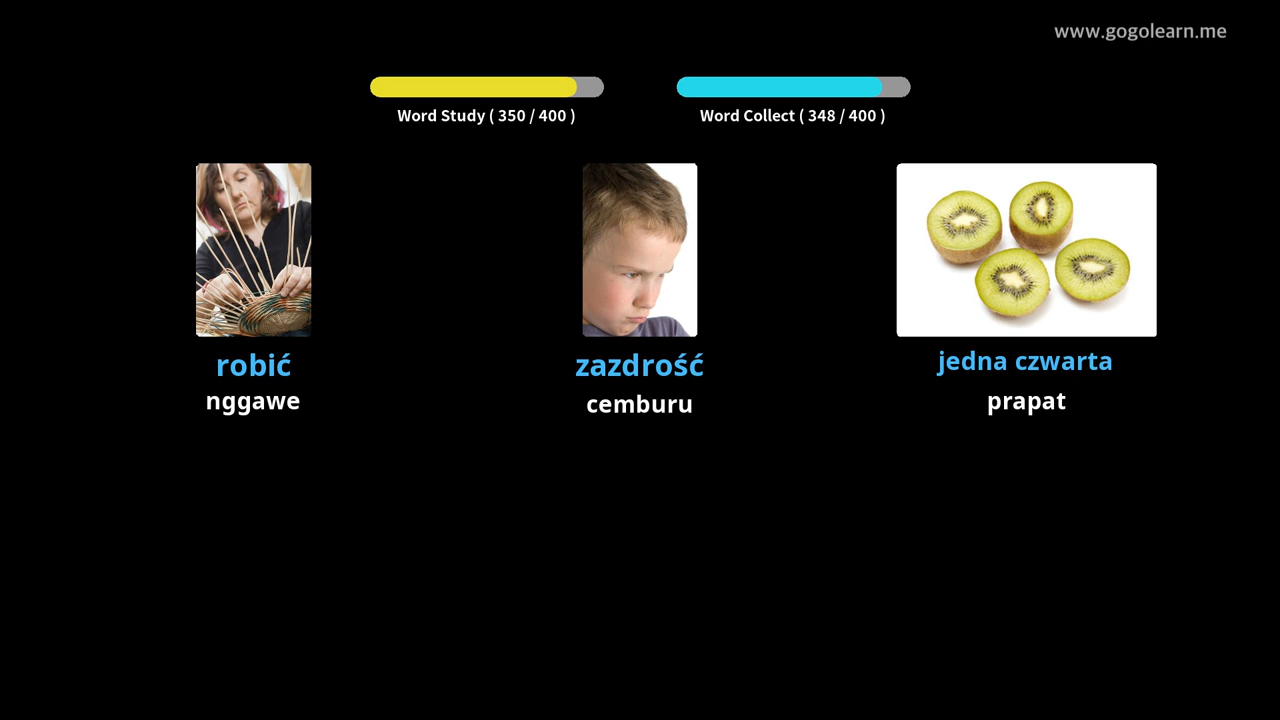 www.gogolearn.me
Word Study ( 350 / 400 )
Word Collect ( 348 / 400 )
robić
nggawe
zazdrość
cemburu
jedna czwarta
prapat